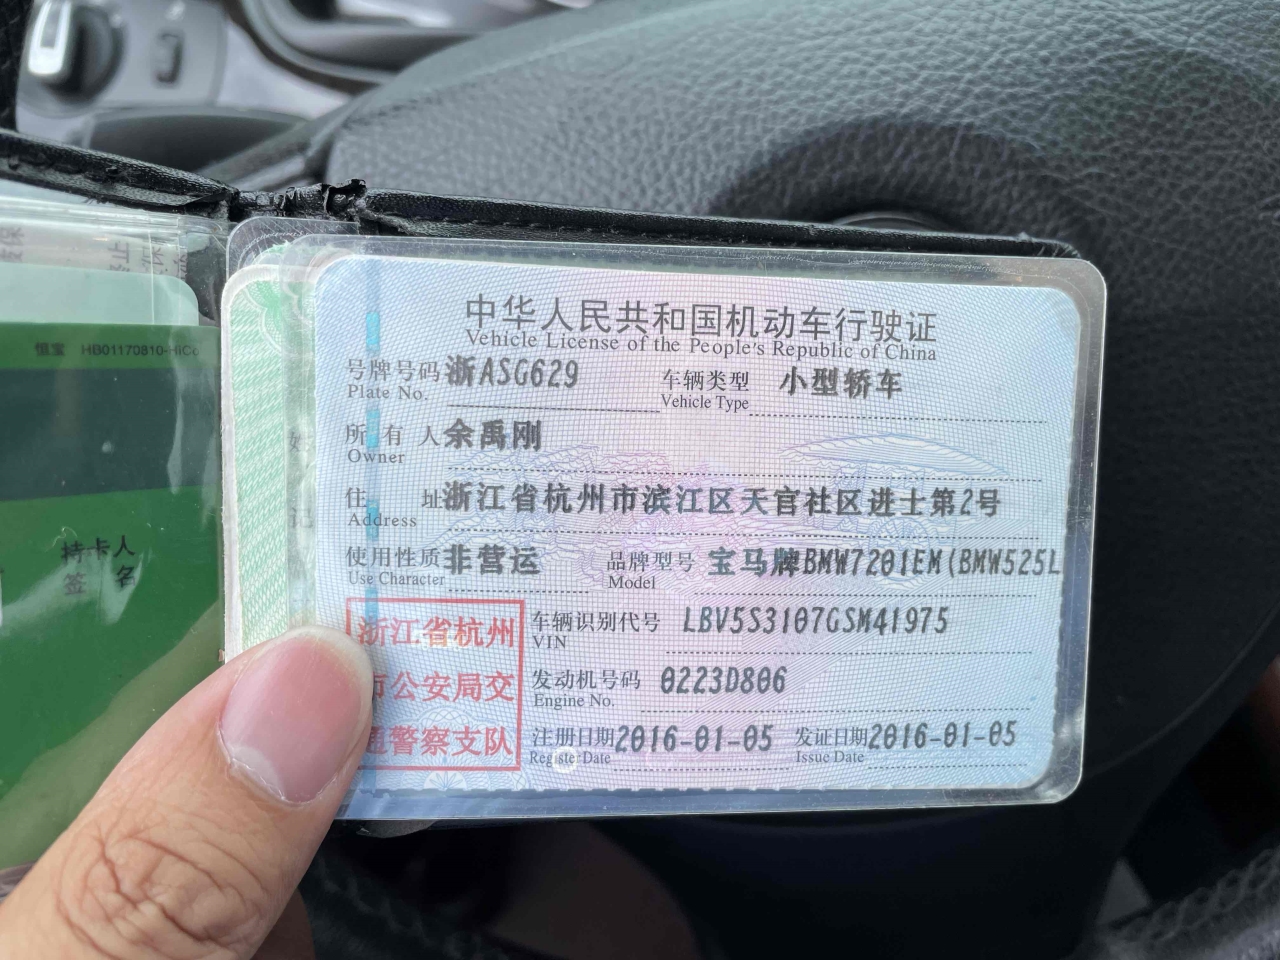 恒宝 HB01170810-HiCo
持卡人
签 名
中华人民共和国机动车行驶证
Vehicle License of the People's Republic of China
号牌号码 浙ASG629 车辆类型 小型轿车
Plate No. Vehicle Type
所有人 余禹刚
Owner
住址 浙江省杭州市滨江区天官社区进士第2号
Address
使用性质 非营运 品牌型号 宝马牌BMW7201EM(BMW525L
Use Character Model
浙江省杭州
市公安局交
通警察支队
车辆识别代号 LBV5S3107GSM41975
VIN
发动机号码 0223D806
Engine No.
注册日期 2016-01-05 发证日期 2016-01-05
Register Date Issue Date